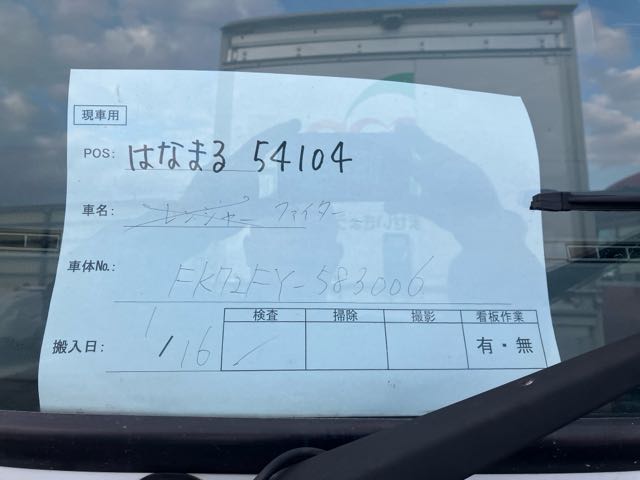 現車用
POS: はなまる 54104
車名: レンジャー ファイター
車体No.: FK72FY-583006
搬入日: 1/16
検査 掃除 撮影 看板作業
有・無